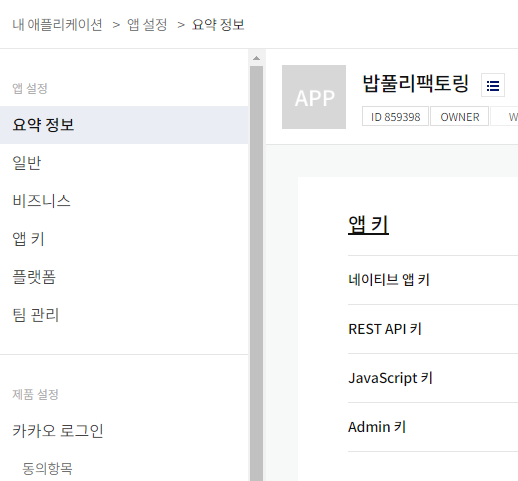 내 애플리케이션 > 앱 설정 > 요약 정보
앱 설정
요약 정보
일반
비즈니스
앱 키
플랫폼
팀 관리
제품 설정
카카오 로그인
동의항목
APP
밥풀리팩토링
ID 859398 OWNER W
앱 키
네이티브 앱 키
REST API 키
JavaScript 키
Admin 키